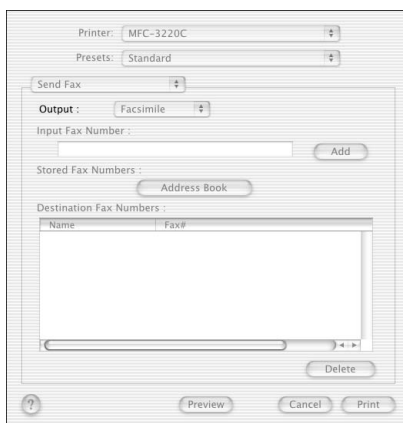 Printer: MFC-3220C
Presets: Standard
Send Fax
Output : Facsimile
Input Fax Number :
Add
Stored Fax Numbers :
Address Book
Destination Fax Numbers :
Name Fax#
Delete
? Preview Cancel Print